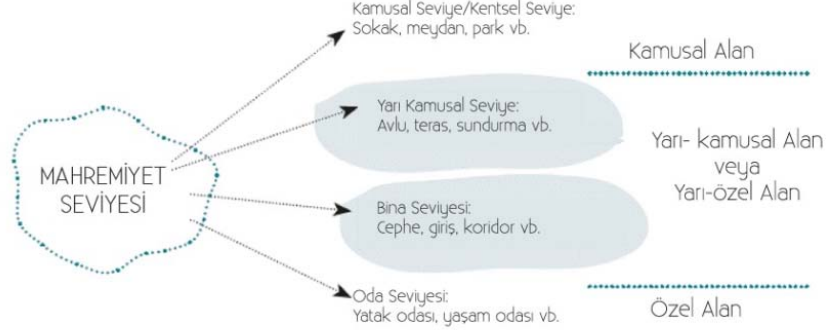 Kamusal Seviye/Kentsel Seviye:
Sokak, meydan, park vb.
Kamusal Alan
Yarı Kamusal Seviye:
Avlu, teras, sundurma vb.
Yarı- kamusal Alan
veya
Yarı-özel Alan
MAHREMİYET
SEVİYESİ
Bina Seviyesi:
Cephe, giriş, koridor vb.
Oda Seviyesi:
Yatak odası, yaşam odası vb.
Özel Alan